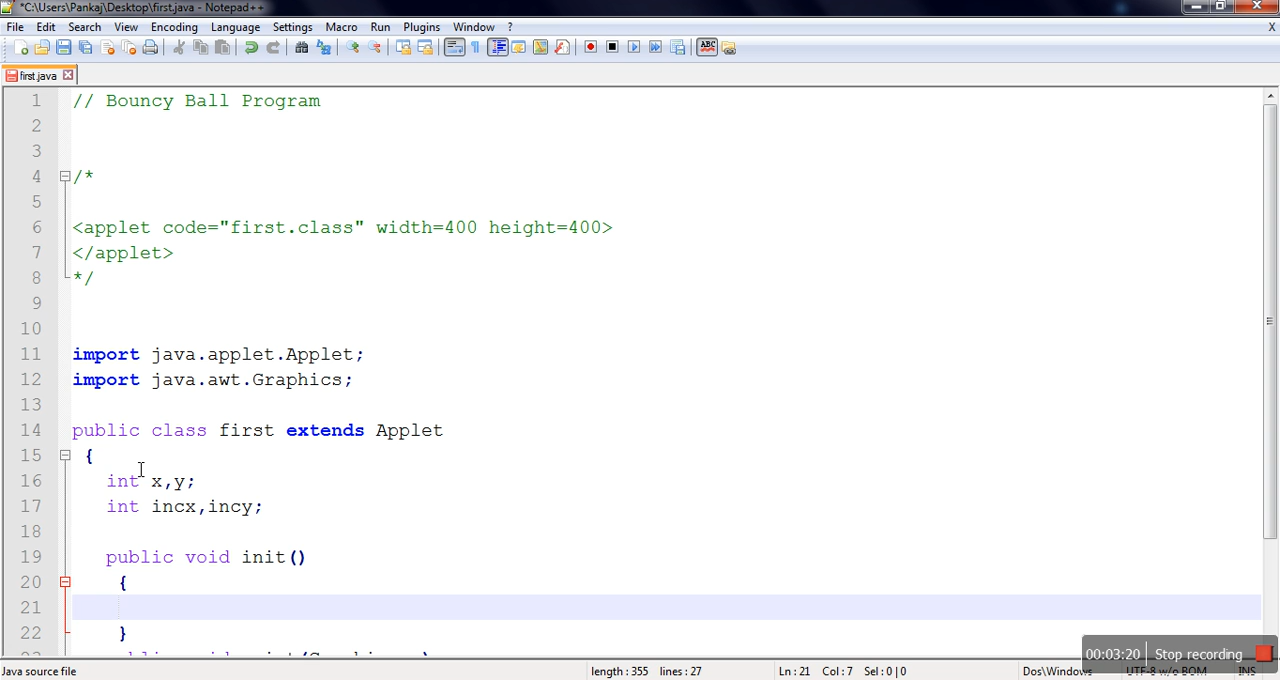 *C:\Users\Pankaj\Desktop\first.java - Notepad++
File Edit Search View Encoding Language Settings Macro Run Plugins Window ? X
ABC
first.java
1 // Bouncy Ball Program
2
3
4 /*
5
6 <applet code="first.class" width=400 height=400>
7 </applet>
8 */
9
10
11 import java.applet.Applet;
12 import java.awt.Graphics;
13
14 public class first extends Applet
15 {
16 int x,y;
17 int incx,incy;
18
19 public void init()
20 {
21
22 }
00:03:20 Stop recording
Java source file length : 355 lines : 27 Ln : 21 Col : 7 Sel : 0 | 0 Dos\Windows UTF-8 w/o BOM INS